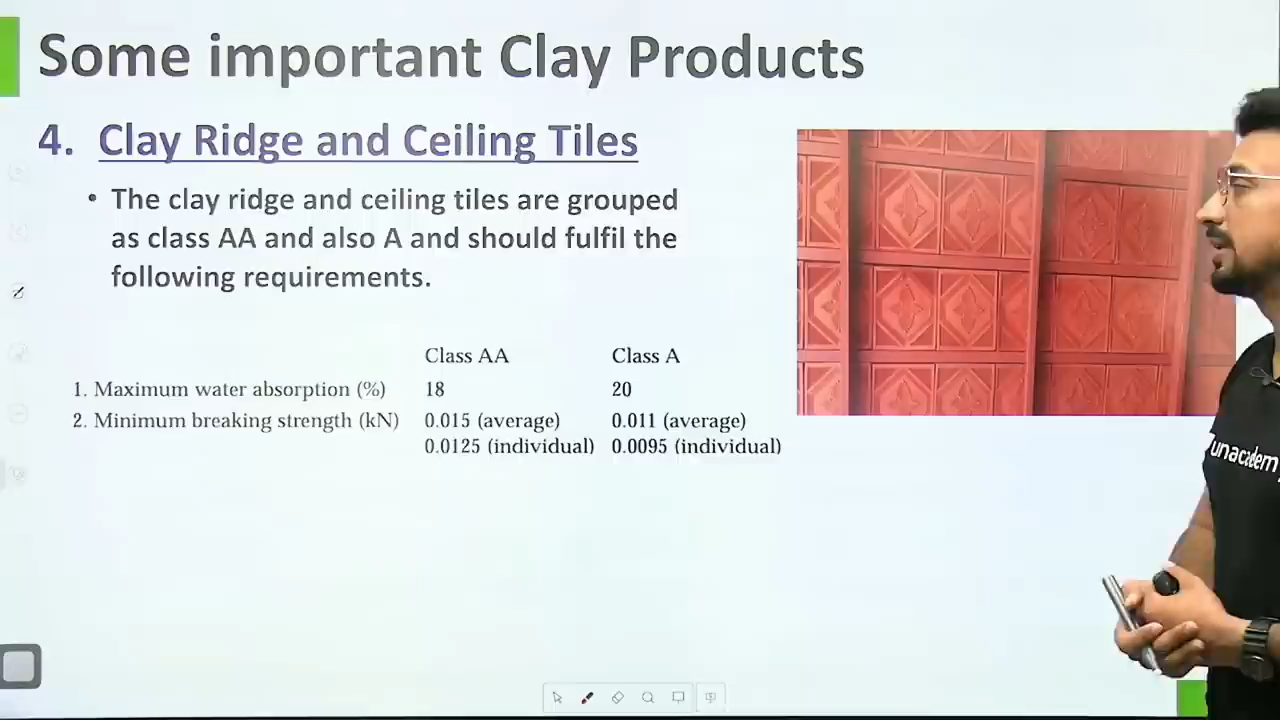 Some important Clay Products
4. Clay Ridge and Ceiling Tiles
• The clay ridge and ceiling tiles are grouped
as class AA and also A and should fulfil the
following requirements.
Class AA Class A
1. Maximum water absorption (%) 18 20
2. Minimum breaking strength (kN) 0.015 (average) 0.011 (average)
0.0125 (individual) 0.0095 (individual)
unacademy